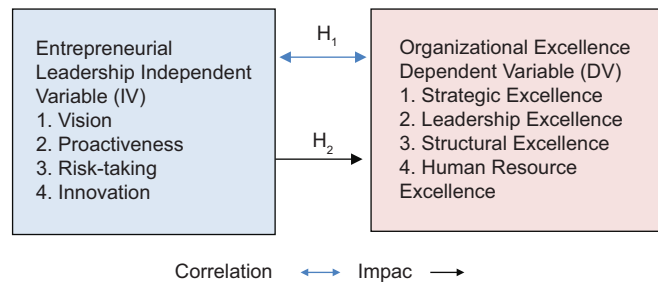 Entrepreneurial
Leadership Independent
Variable (IV)
1. Vision
2. Proactiveness
3. Risk-taking
4. Innovation
H1
H2
Organizational Excellence
Dependent Variable (DV)
1. Strategic Excellence
2. Leadership Excellence
3. Structural Excellence
4. Human Resource
Excellence
Correlation
Impac